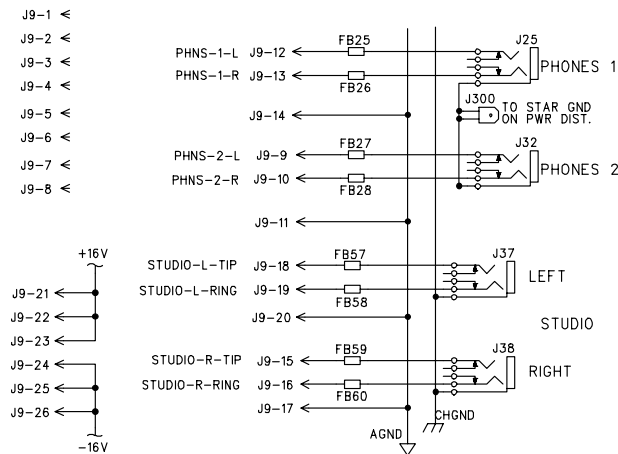 J9-1
J9-2
J9-3
J9-4
J9-5
J9-6
J9-7
J9-8
+16V
J9-21
J9-22
J9-23
J9-24
J9-25
J9-26
-16V
PHNS-1-L J9-12 FB25 J25
PHNS-1-R J9-13 FB26
PHONES 1
J9-14
J300
TO STAR GND
ON PWR DIST.
PHNS-2-L J9-9 FB27 J32
PHNS-2-R J9-10 FB28
PHONES 2
J9-11
STUDIO-L-TIP J9-18 FB57 J37
STUDIO-L-RING J9-19 FB58
LEFT
J9-20
STUDIO
STUDIO-R-TIP J9-15 FB59 J38
STUDIO-R-RING J9-16 FB60
RIGHT
J9-17
CHGND
AGND